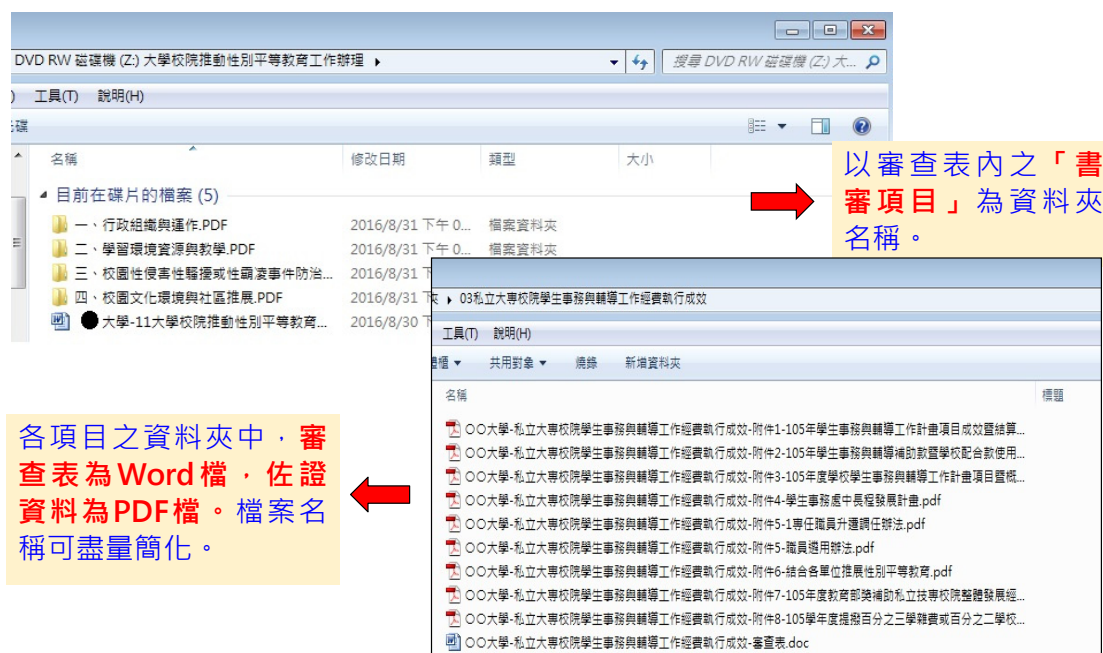 DVD RW 磁碟機 (Z:) 大學校院推動性別平等教育工作辦理
搜尋 DVD RW 磁碟機 (Z:) 大...
工具(T) 說明(H)
名稱 修改日期 類型 大小
目前在碟片的檔案 (5)
一、行政組織與運作.PDF 2016/8/31 下午 0... 檔案資料夾
二、學習環境資源與教學.PDF 2016/8/31 下午 0... 檔案資料夾
三、校園性侵害性騷擾或性霸凌事件防治... 2016/8/31 下
四、校園文化環境與社區推展.PDF 2016/8/31 下
大學-11大學校院推動性別平等教育... 2016/8/30 下
以審查表內之「書
審項目」為資料夾
名稱。
03私立大專校院學生事務與輔導工作經費執行成效
工具(T) 說明(H)
共用對象 燒錄 新增資料夾
名稱 標題
○○大學-私立大專校院學生事務與輔導工作經費執行成效-附件1-105年學生事務與輔導工作計畫項目成效暨結算...
○○大學-私立大專校院學生事務與輔導工作經費執行成效-附件2-105年學生事務與輔導補助款暨學校配合款使用...
○○大學-私立大專校院學生事務與輔導工作經費執行成效-附件3-105年度學校學生事務與輔導工作計畫項目暨概...
○○大學-私立大專校院學生事務與輔導工作經費執行成效-附件4-學生事務處中長程發展計畫.pdf
○○大學-私立大專校院學生事務與輔導工作經費執行成效-附件5-1專任職員升遷調任辦法.pdf
○○大學-私立大專校院學生事務與輔導工作經費執行成效-附件5-職員遴用辦法.pdf
○○大學-私立大專校院學生事務與輔導工作經費執行成效-附件6-結合各單位推展性別平等教育.pdf
○○大學-私立大專校院學生事務與輔導工作經費執行成效-附件7-105年度教育部獎補助私立技專校院整體發展經...
○○大學-私立大專校院學生事務與輔導工作經費執行成效-附件8-105學年度提撥百分之三學雜費或百分之二學校...
○○大學-私立大專校院學生事務與輔導工作經費執行成效-審查表.doc
各項目之資料夾中，審
查表為Word檔，佐證
資料為PDF檔。檔案名
稱可盡量簡化。